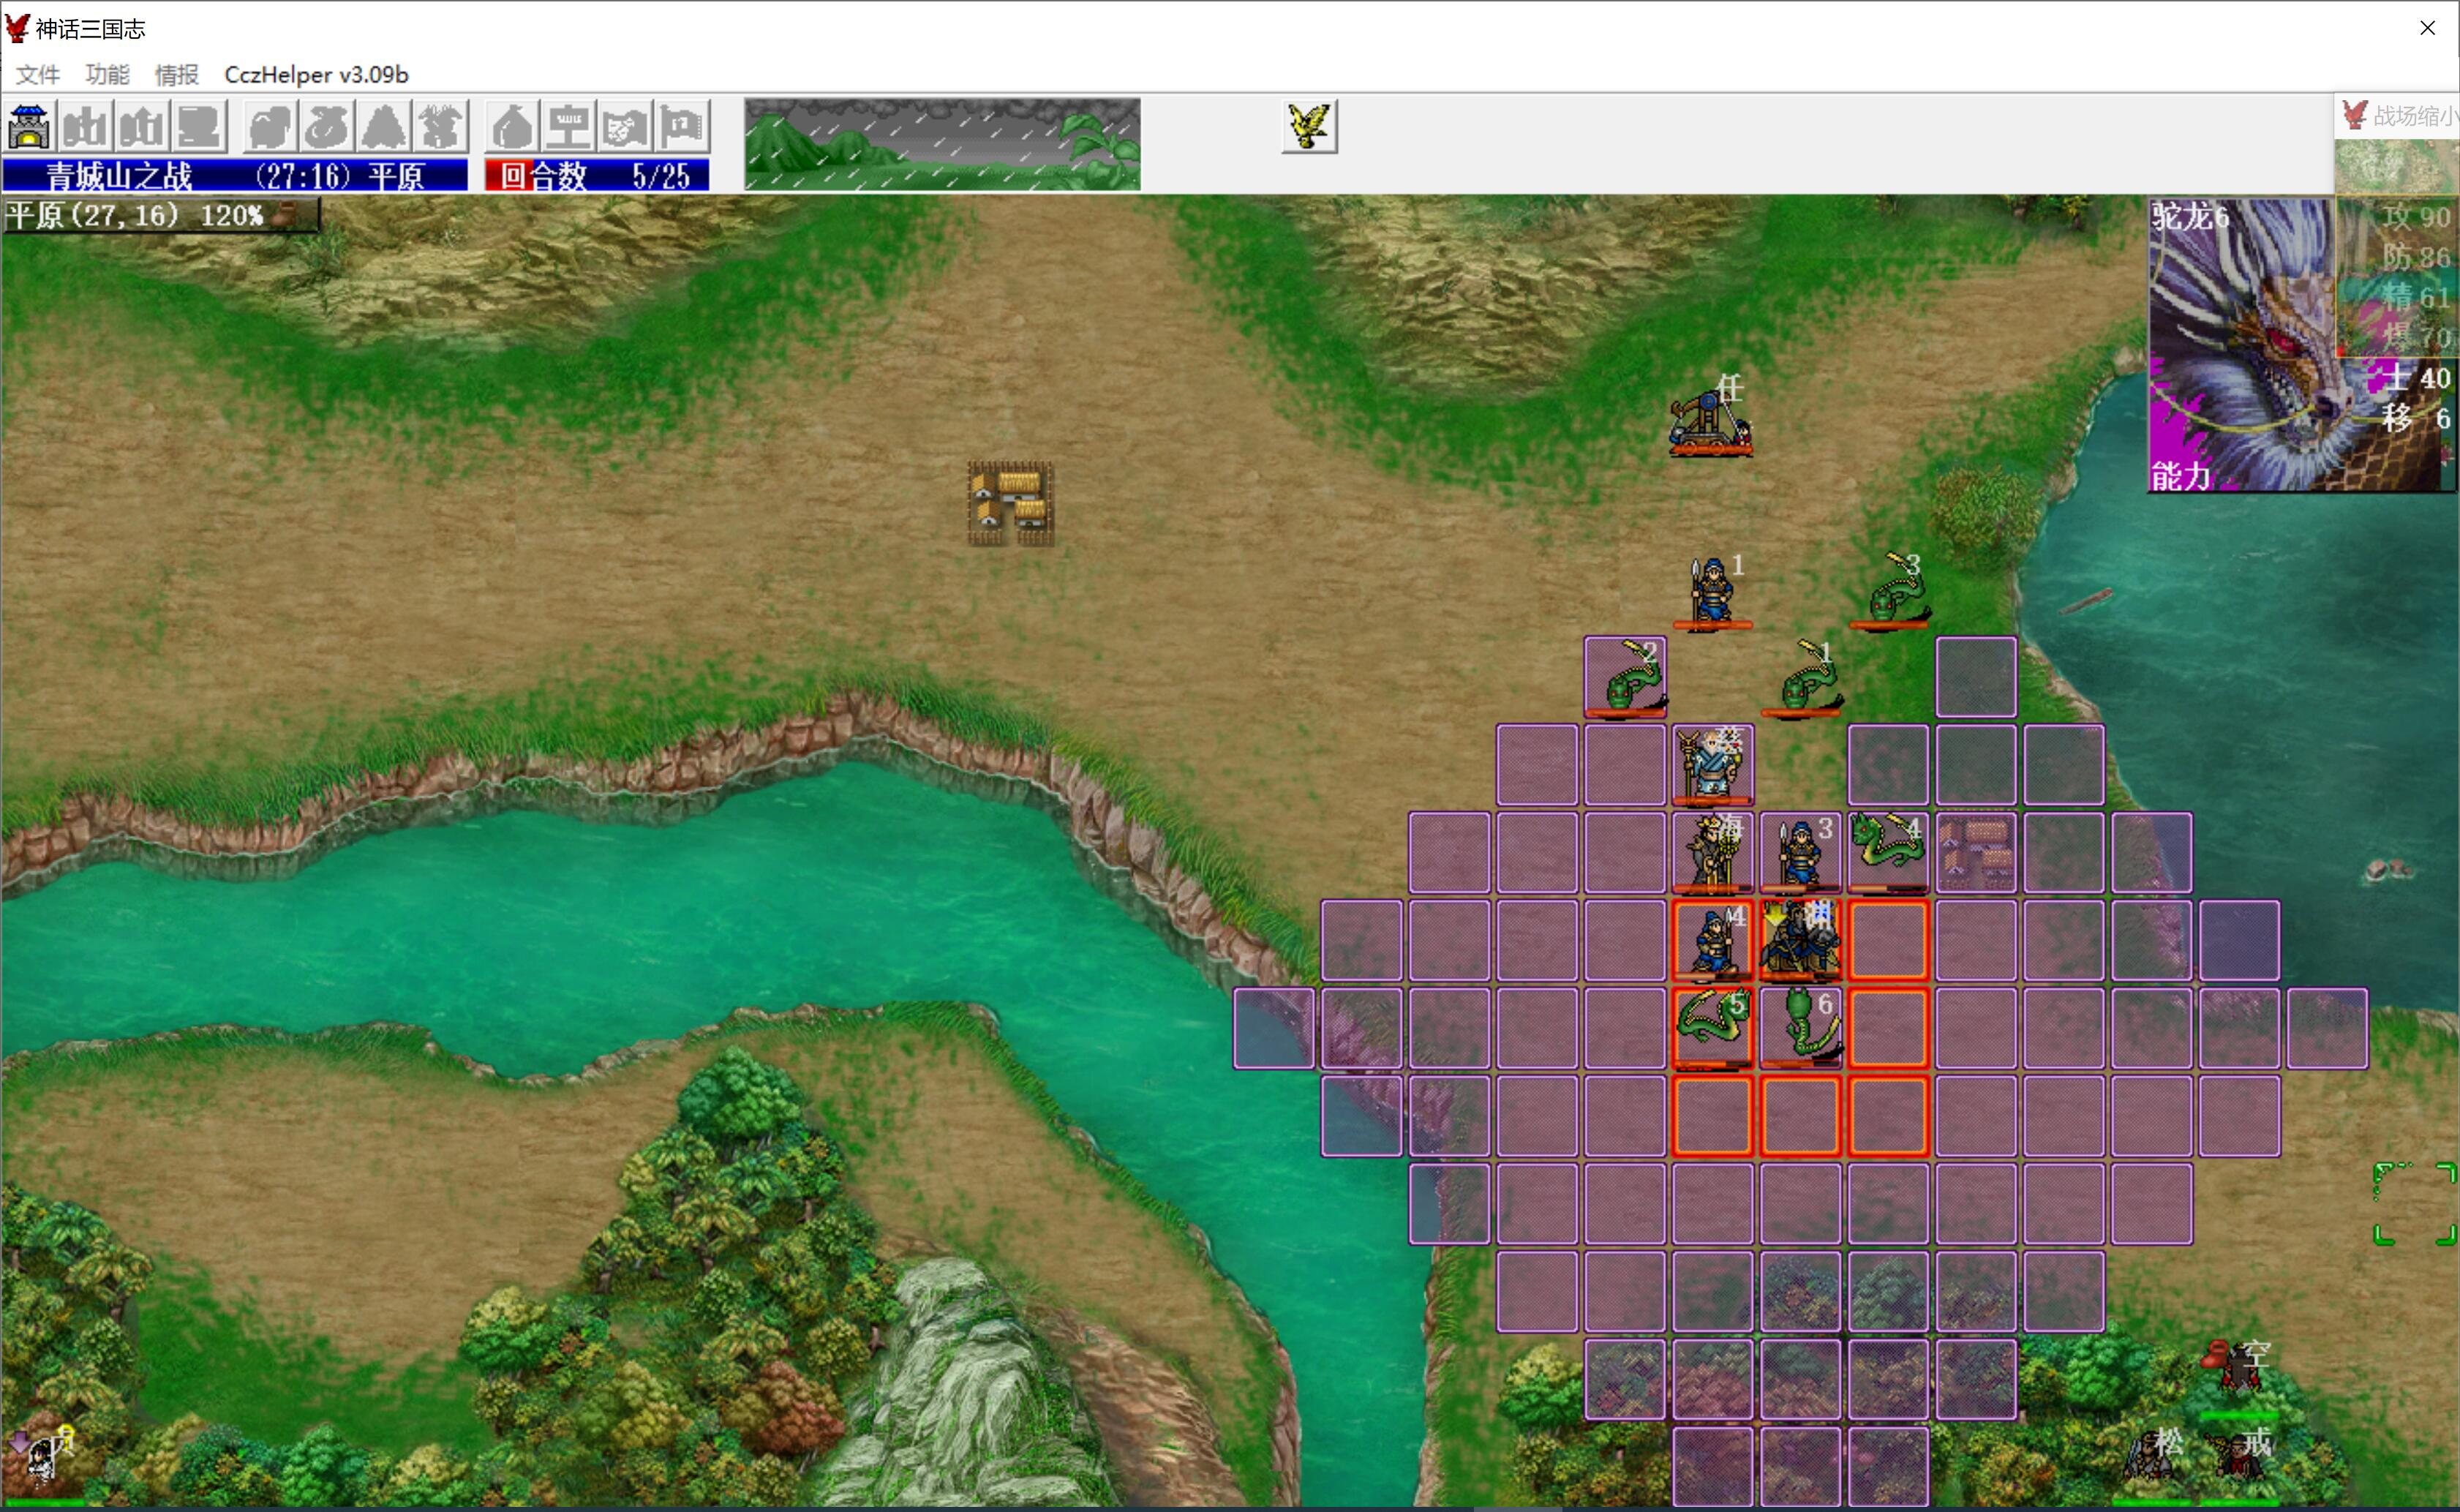 神话三国志
文件 功能 情报 CczHelper v3.09b
战场缩小
青城山之战 (27:16) 平原
回合数 5/25
平原(27,16) 120%
驼龙6
攻 90
防 86
精 61
爆 70
士 40
移 6
能力
任
1
3
2
1
海
3
4
4
5
6
空
松
戒